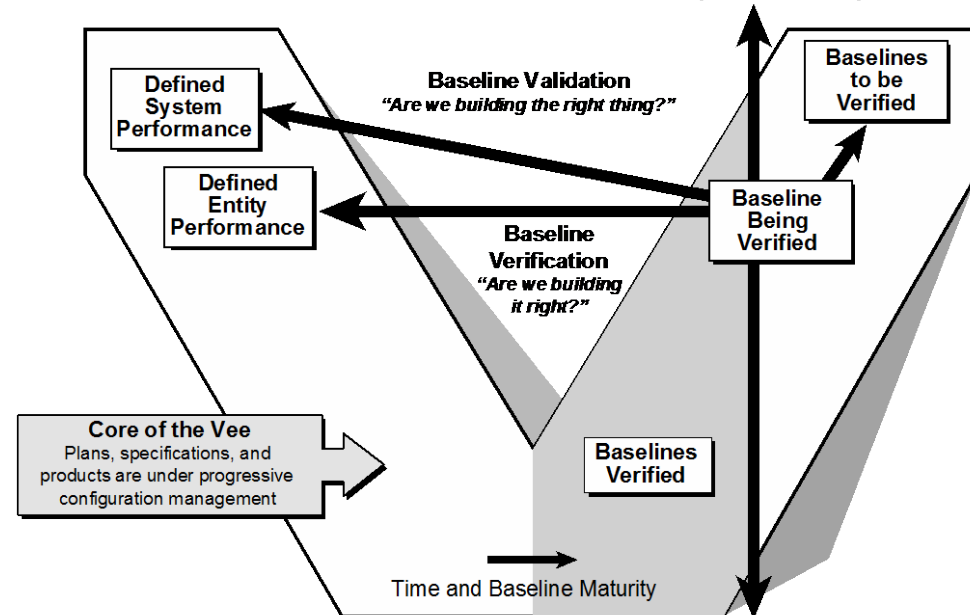 Defined
System
Performance
Baseline Validation
“Are we building the right thing?”
Baselines
to be
Verified
Defined
Entity
Performance
Baseline
Being
Verified
Baseline
Verification
“Are we building
it right?”
Core of the Vee
Plans, specifications, and
products are under progressive
configuration management
Baselines
Verified
Time and Baseline Maturity